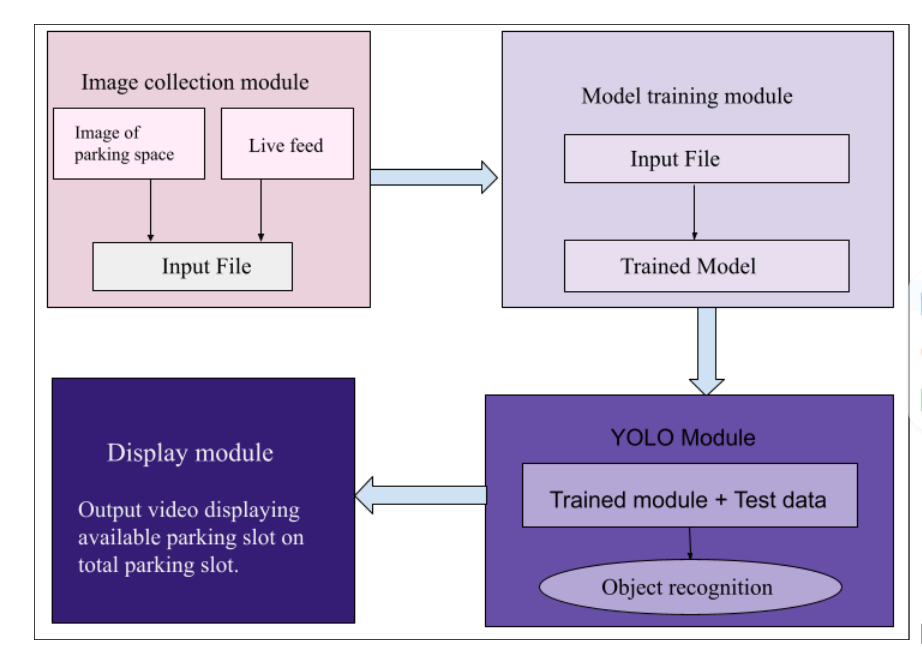 Image collection module
Image of
parking space
Live feed
Input File
Model training module
Input File
Trained Model
YOLO Module
Trained module + Test data
Object recognition
Display module
Output video displaying
available parking slot on
total parking slot.